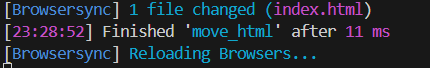 [Browsersync] 1 file changed (index.html)
[23:28:52] Finished 'move_html' after 11 ms
[Browsersync] Reloading Browsers...